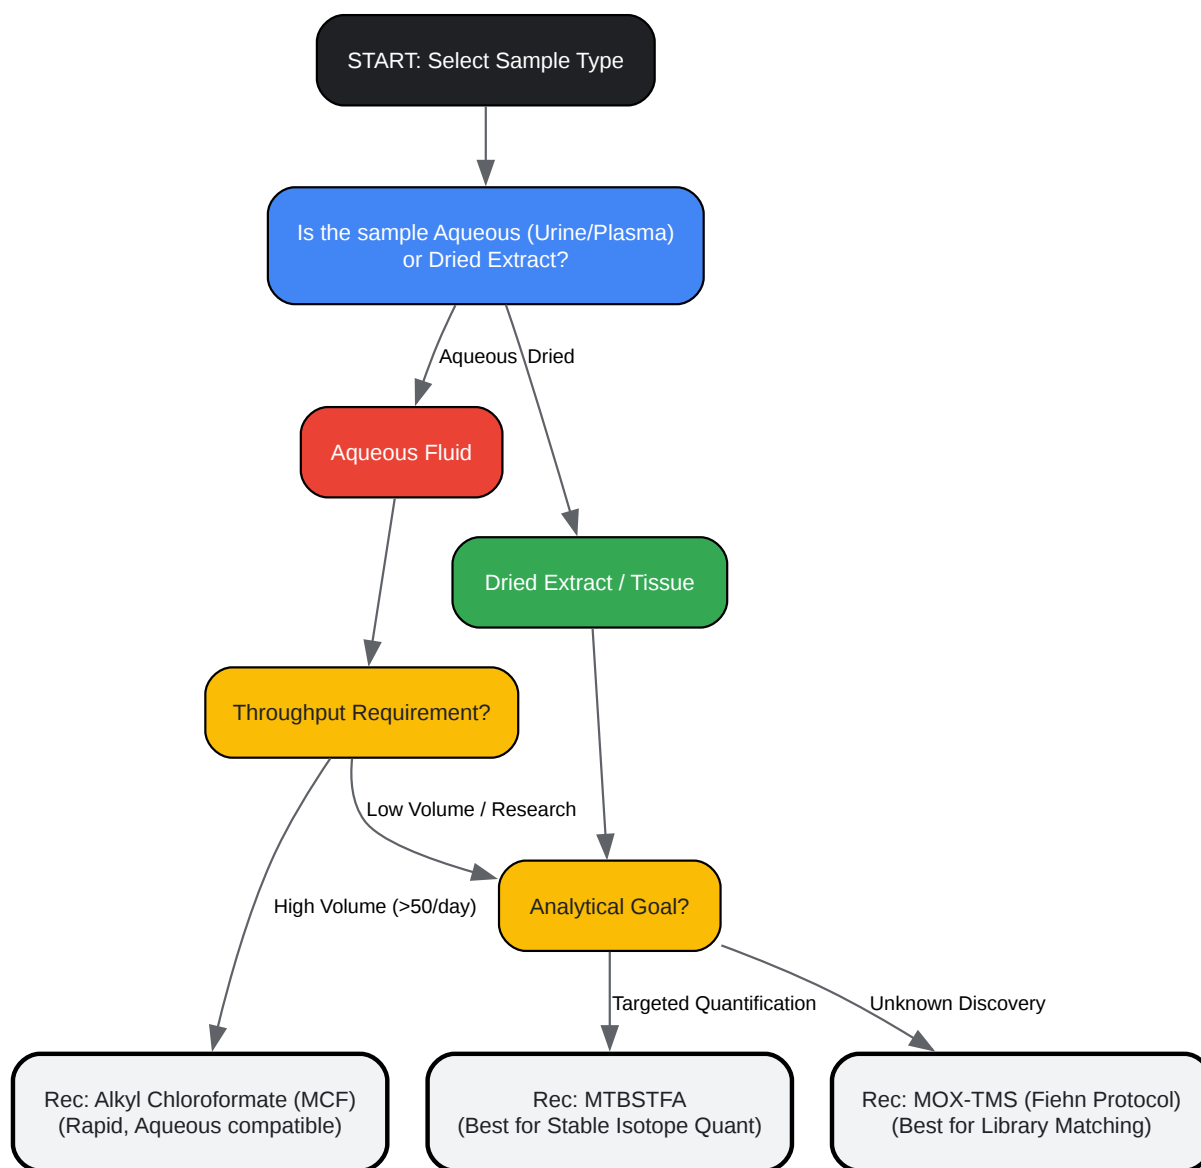 START: Select Sample Type
Is the sample Aqueous (Urine/Plasma)
or Dried Extract?
Aqueous
Dried
Aqueous Fluid
Dried Extract / Tissue
Throughput Requirement?
Low Volume / Research
High Volume (>50/day)
Analytical Goal?
Targeted Quantification
Unknown Discovery
Rec: Alkyl Chloroformate (MCF)
(Rapid, Aqueous compatible)
Rec: MTBSTFA
(Best for Stable Isotope Quant)
Rec: MOX-TMS (Fiehn Protocol)
(Best for Library Matching)